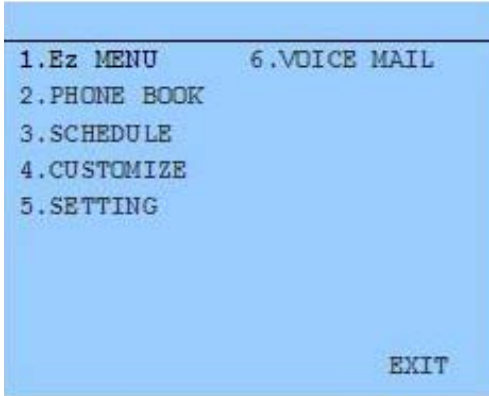 1.Ez MENU
2.PHONE BOOK
3.SCHEDULE
4.CUSTOMIZE
5.SETTING
6.VOICE MAIL
EXIT